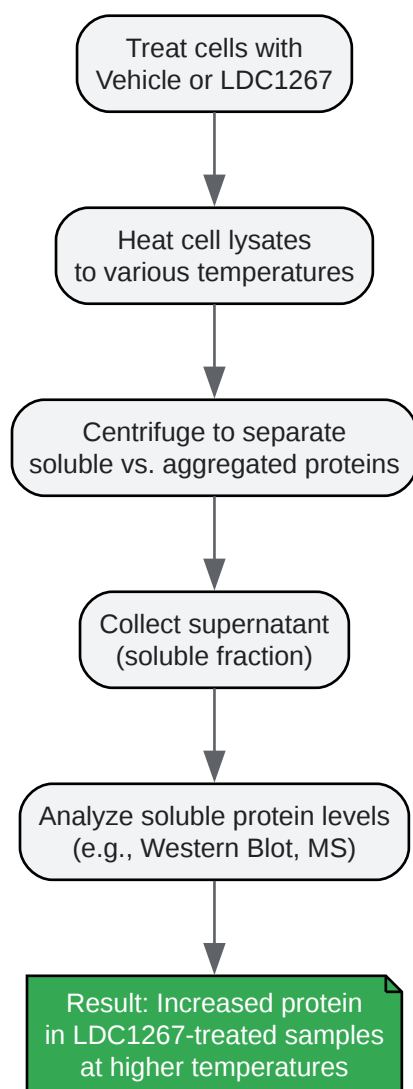 Treat cells with
Vehicle or LDC1267
Heat cell lysates
to various temperatures
Centrifuge to separate
soluble vs. aggregated proteins
Collect supernatant
(soluble fraction)
Analyze soluble protein levels
(e.g., Western Blot, MS)
Result: Increased protein
in LDC1267-treated samples
at higher temperatures